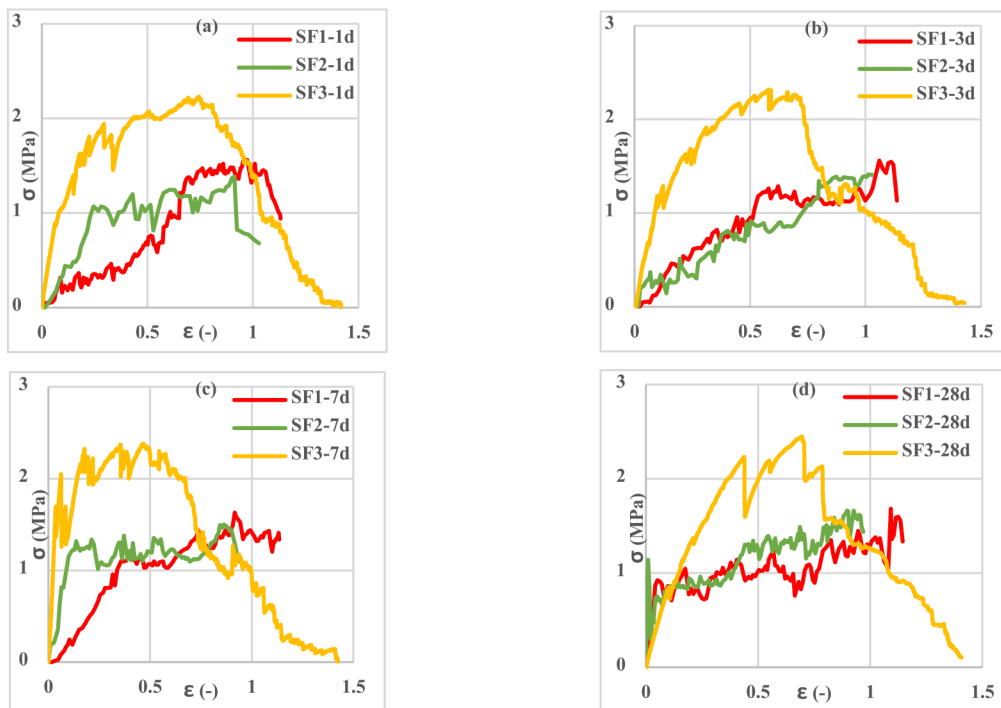 3
(a)
SF1-1d
SF2-1d
SF3-1d
2
σ (MPa)
1
0
0
0.5
1
1.5
ε (-)
3
(b)
SF1-3d
SF2-3d
SF3-3d
2
σ (MPa)
1
0
0
0.5
1
1.5
ε (-)
3
(c)
SF1-7d
SF2-7d
SF3-7d
2
σ (MPa)
1
0
0
0.5
1
1.5
ε (-)
3
(d)
SF1-28d
SF2-28d
SF3-28d
2
σ (MPa)
1
0
0
0.5
1
1.5
ε (-)